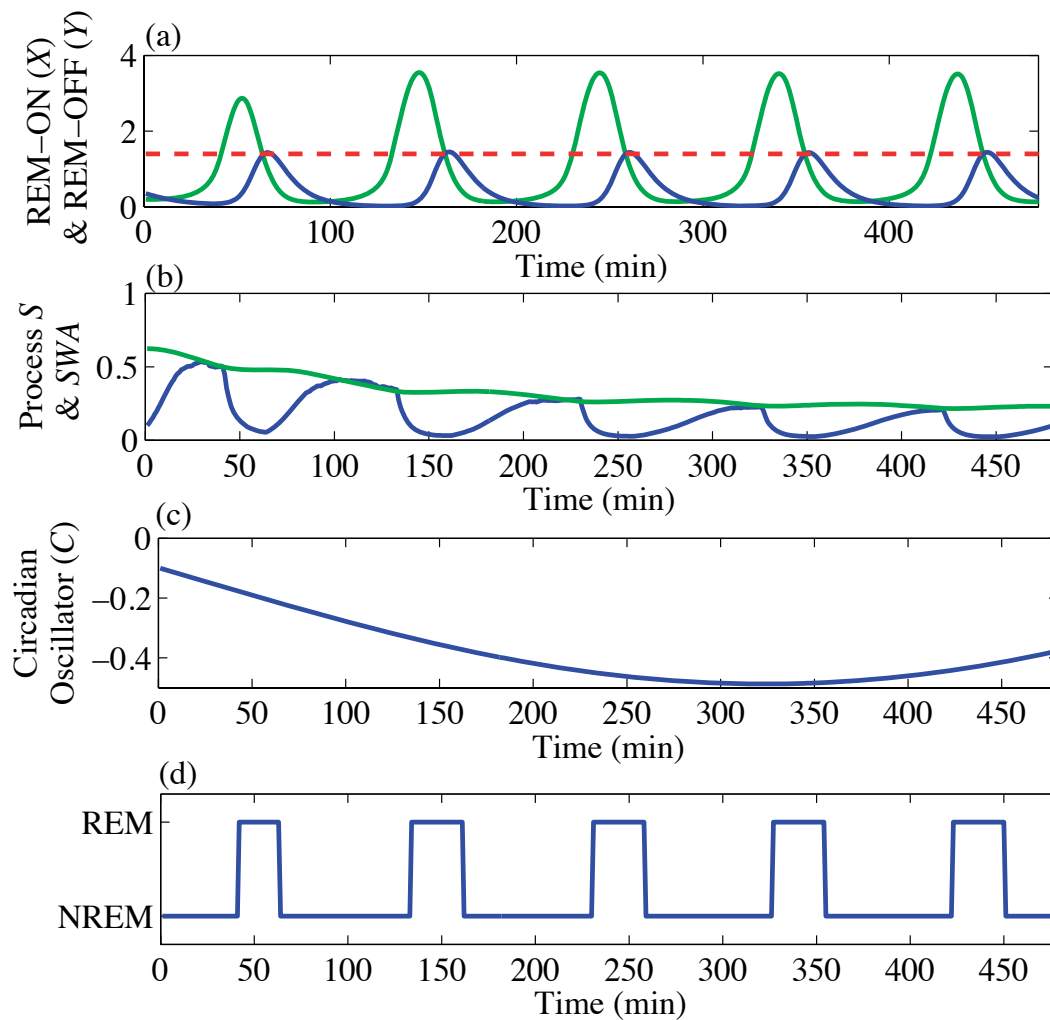 (a)
REM–ON (X)
& REM–OFF (Y)
4
2
0
0 100 200 300 400
Time (min)
(b)
Process S
& SWA
1
0.5
0
0 50 100 150 200 250 300 350 400 450
Time (min)
(c)
Circadian
Oscillator (C)
0
–0.2
–0.4
0 50 100 150 200 250 300 350 400 450
Time (min)
(d)
REM
NREM
0 50 100 150 200 250 300 350 400 450
Time (min)